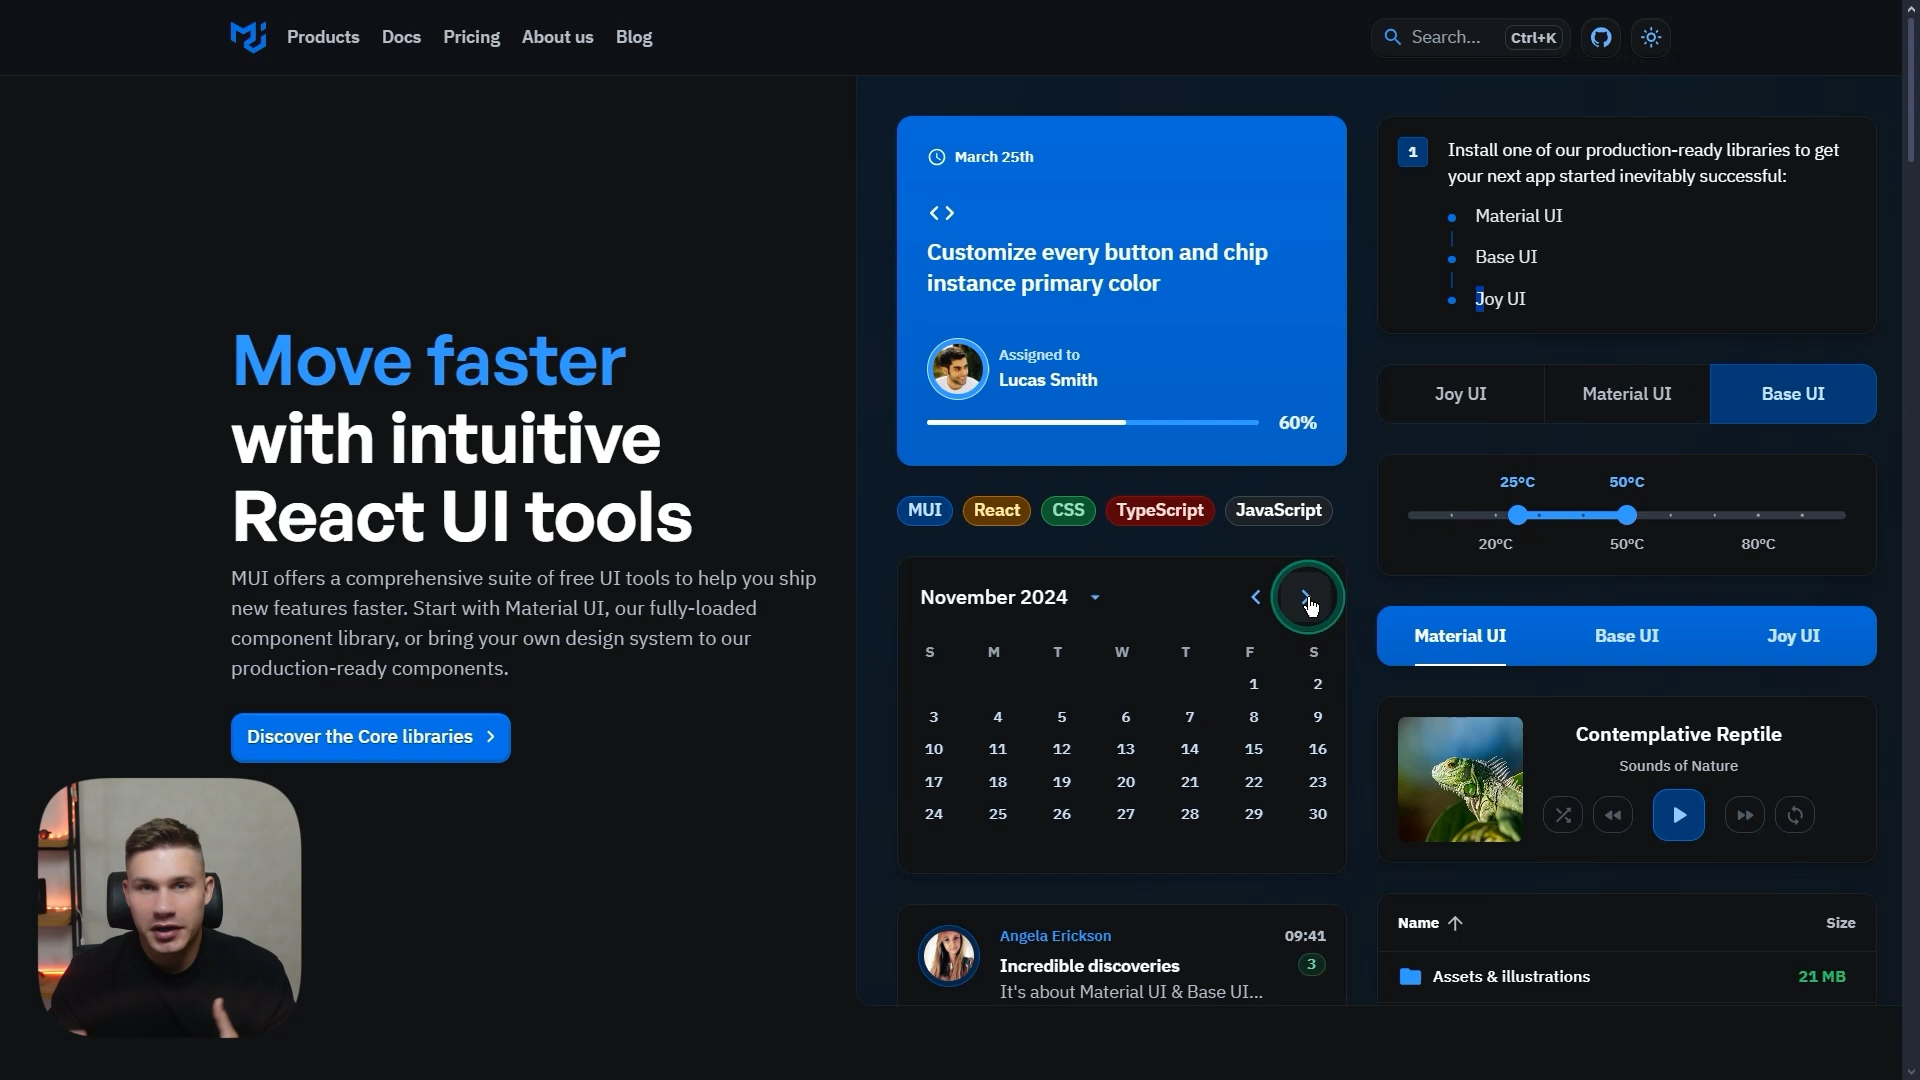 Products Docs Pricing About us Blog
Search... Ctrl+K
Move faster
with intuitive
React UI tools
MUI offers a comprehensive suite of free UI tools to help you ship
new features faster. Start with Material UI, our fully-loaded
component library, or bring your own design system to our
production-ready components.
Discover the Core libraries
March 25th
Customize every button and chip
instance primary color
Assigned to
Lucas Smith
60%
MUI React CSS TypeScript JavaScript
November 2024
S M T W T F S
1 2
3 4 5 6 7 8 9
10 11 12 13 14 15 16
17 18 19 20 21 22 23
24 25 26 27 28 29 30
Angela Erickson 09:41
Incredible discoveries 3
It's about Material UI & Base UI...
1 Install one of our production-ready libraries to get
your next app started inevitably successful:
Material UI
Base UI
Joy UI
Joy UI Material UI Base UI
25°C 50°C
20°C 50°C 80°C
Material UI Base UI Joy UI
Contemplative Reptile
Sounds of Nature
Name Size
Assets & illustrations 21 MB